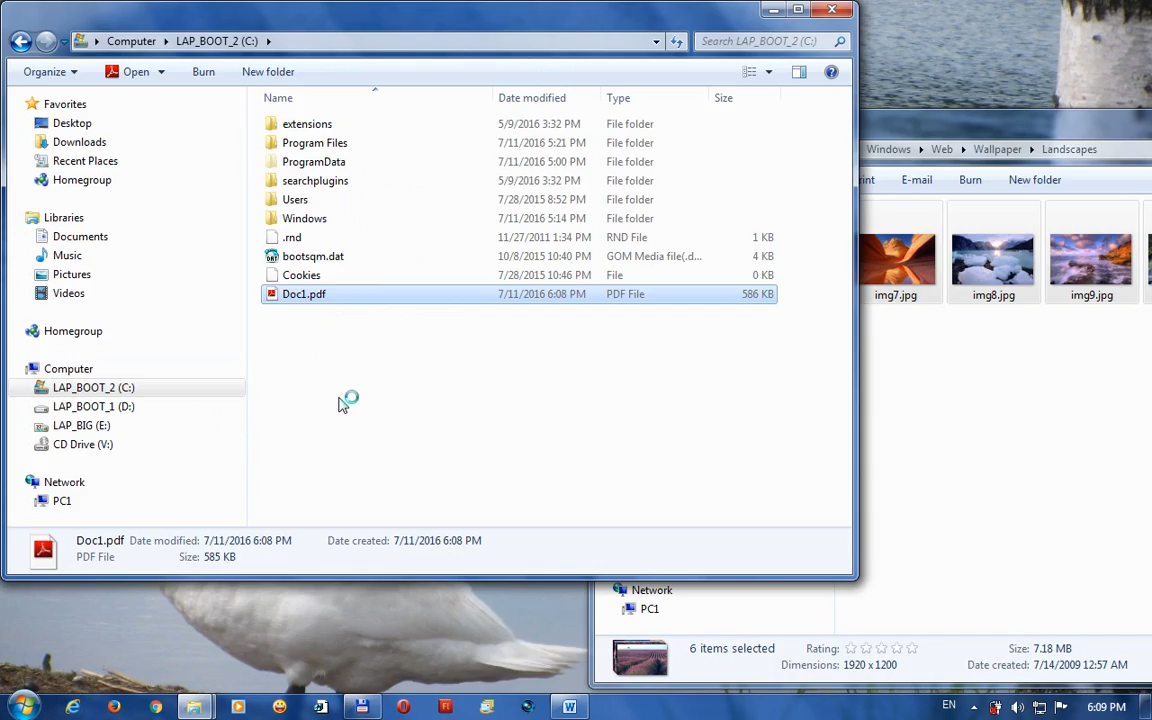 Computer LAP_BOOT_2 (C:)
Search LAP_BOOT_2 (C:)
Organize Open Burn New folder
Name Date modified Type Size
Favorites
Desktop
Downloads
Recent Places
Homegroup
Libraries
Documents
Music
Pictures
Videos
Homegroup
Computer
LAP_BOOT_2 (C:)
LAP_BOOT_1 (D:)
LAP_BIG (E:)
CD Drive (V:)
Network
PC1
extensions 5/9/2016 3:32 PM File folder
Program Files 7/11/2016 5:21 PM File folder
ProgramData 7/11/2016 5:00 PM File folder
searchplugins 5/9/2016 3:32 PM File folder
Users 7/28/2015 8:52 PM File folder
Windows 7/11/2016 5:14 PM File folder
.rnd 11/27/2011 1:34 PM RND File 1 KB
bootsqm.dat 10/8/2015 10:40 PM GOM Media file(.d... 4 KB
Cookies 7/28/2015 10:46 PM File 0 KB
Doc1.pdf 7/11/2016 6:08 PM PDF File 586 KB
Doc1.pdf Date modified: 7/11/2016 6:08 PM Date created: 7/11/2016 6:08 PM
PDF File Size: 585 KB
Windows Web Wallpaper Landscapes
E-mail Burn New folder
img7.jpg img8.jpg img9.jpg
Network
PC1
6 items selected Rating: Size: 7.18 MB
Dimensions: 1920 x 1200 Date created: 7/14/2009 12:57 AM
EN 6:09 PM